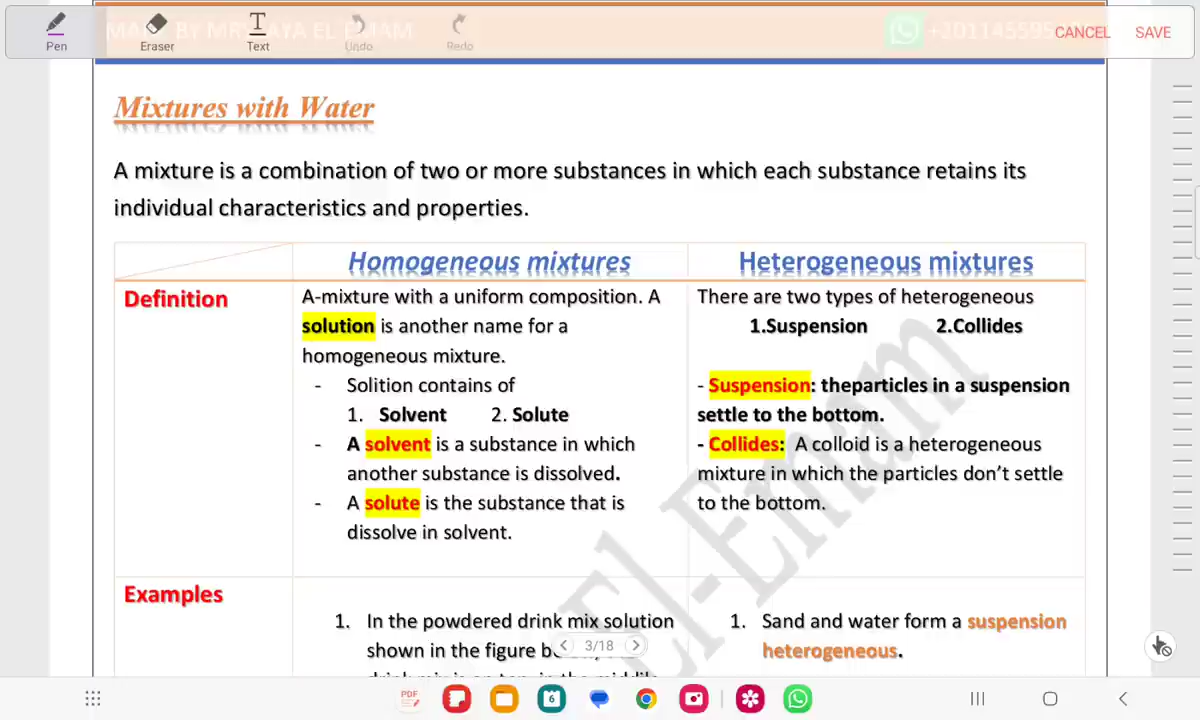 Pen
Eraser
Text
Undo
Redo
CANCEL
SAVE
Mixtures with Water
A mixture is a combination of two or more substances in which each substance retains its
individual characteristics and properties.
Homogeneous mixtures
Heterogeneous mixtures
Definition
A-mixture with a uniform composition. A
solution is another name for a
homogeneous mixture.
- Solition contains of
1. Solvent 2. Solute
- A solvent is a substance in which
another substance is dissolved.
- A solute is the substance that is
dissolve in solvent.
There are two types of heterogeneous
1.Suspension 2.Collides
- Suspension: theparticles in a suspension
settle to the bottom.
- Collides: A colloid is a heterogeneous
mixture in which the particles don’t settle
to the bottom.
Examples
1. In the powdered drink mix solution
shown in the figure
1. Sand and water form a suspension
heterogeneous.
3/18
El-Emam
PDF
6